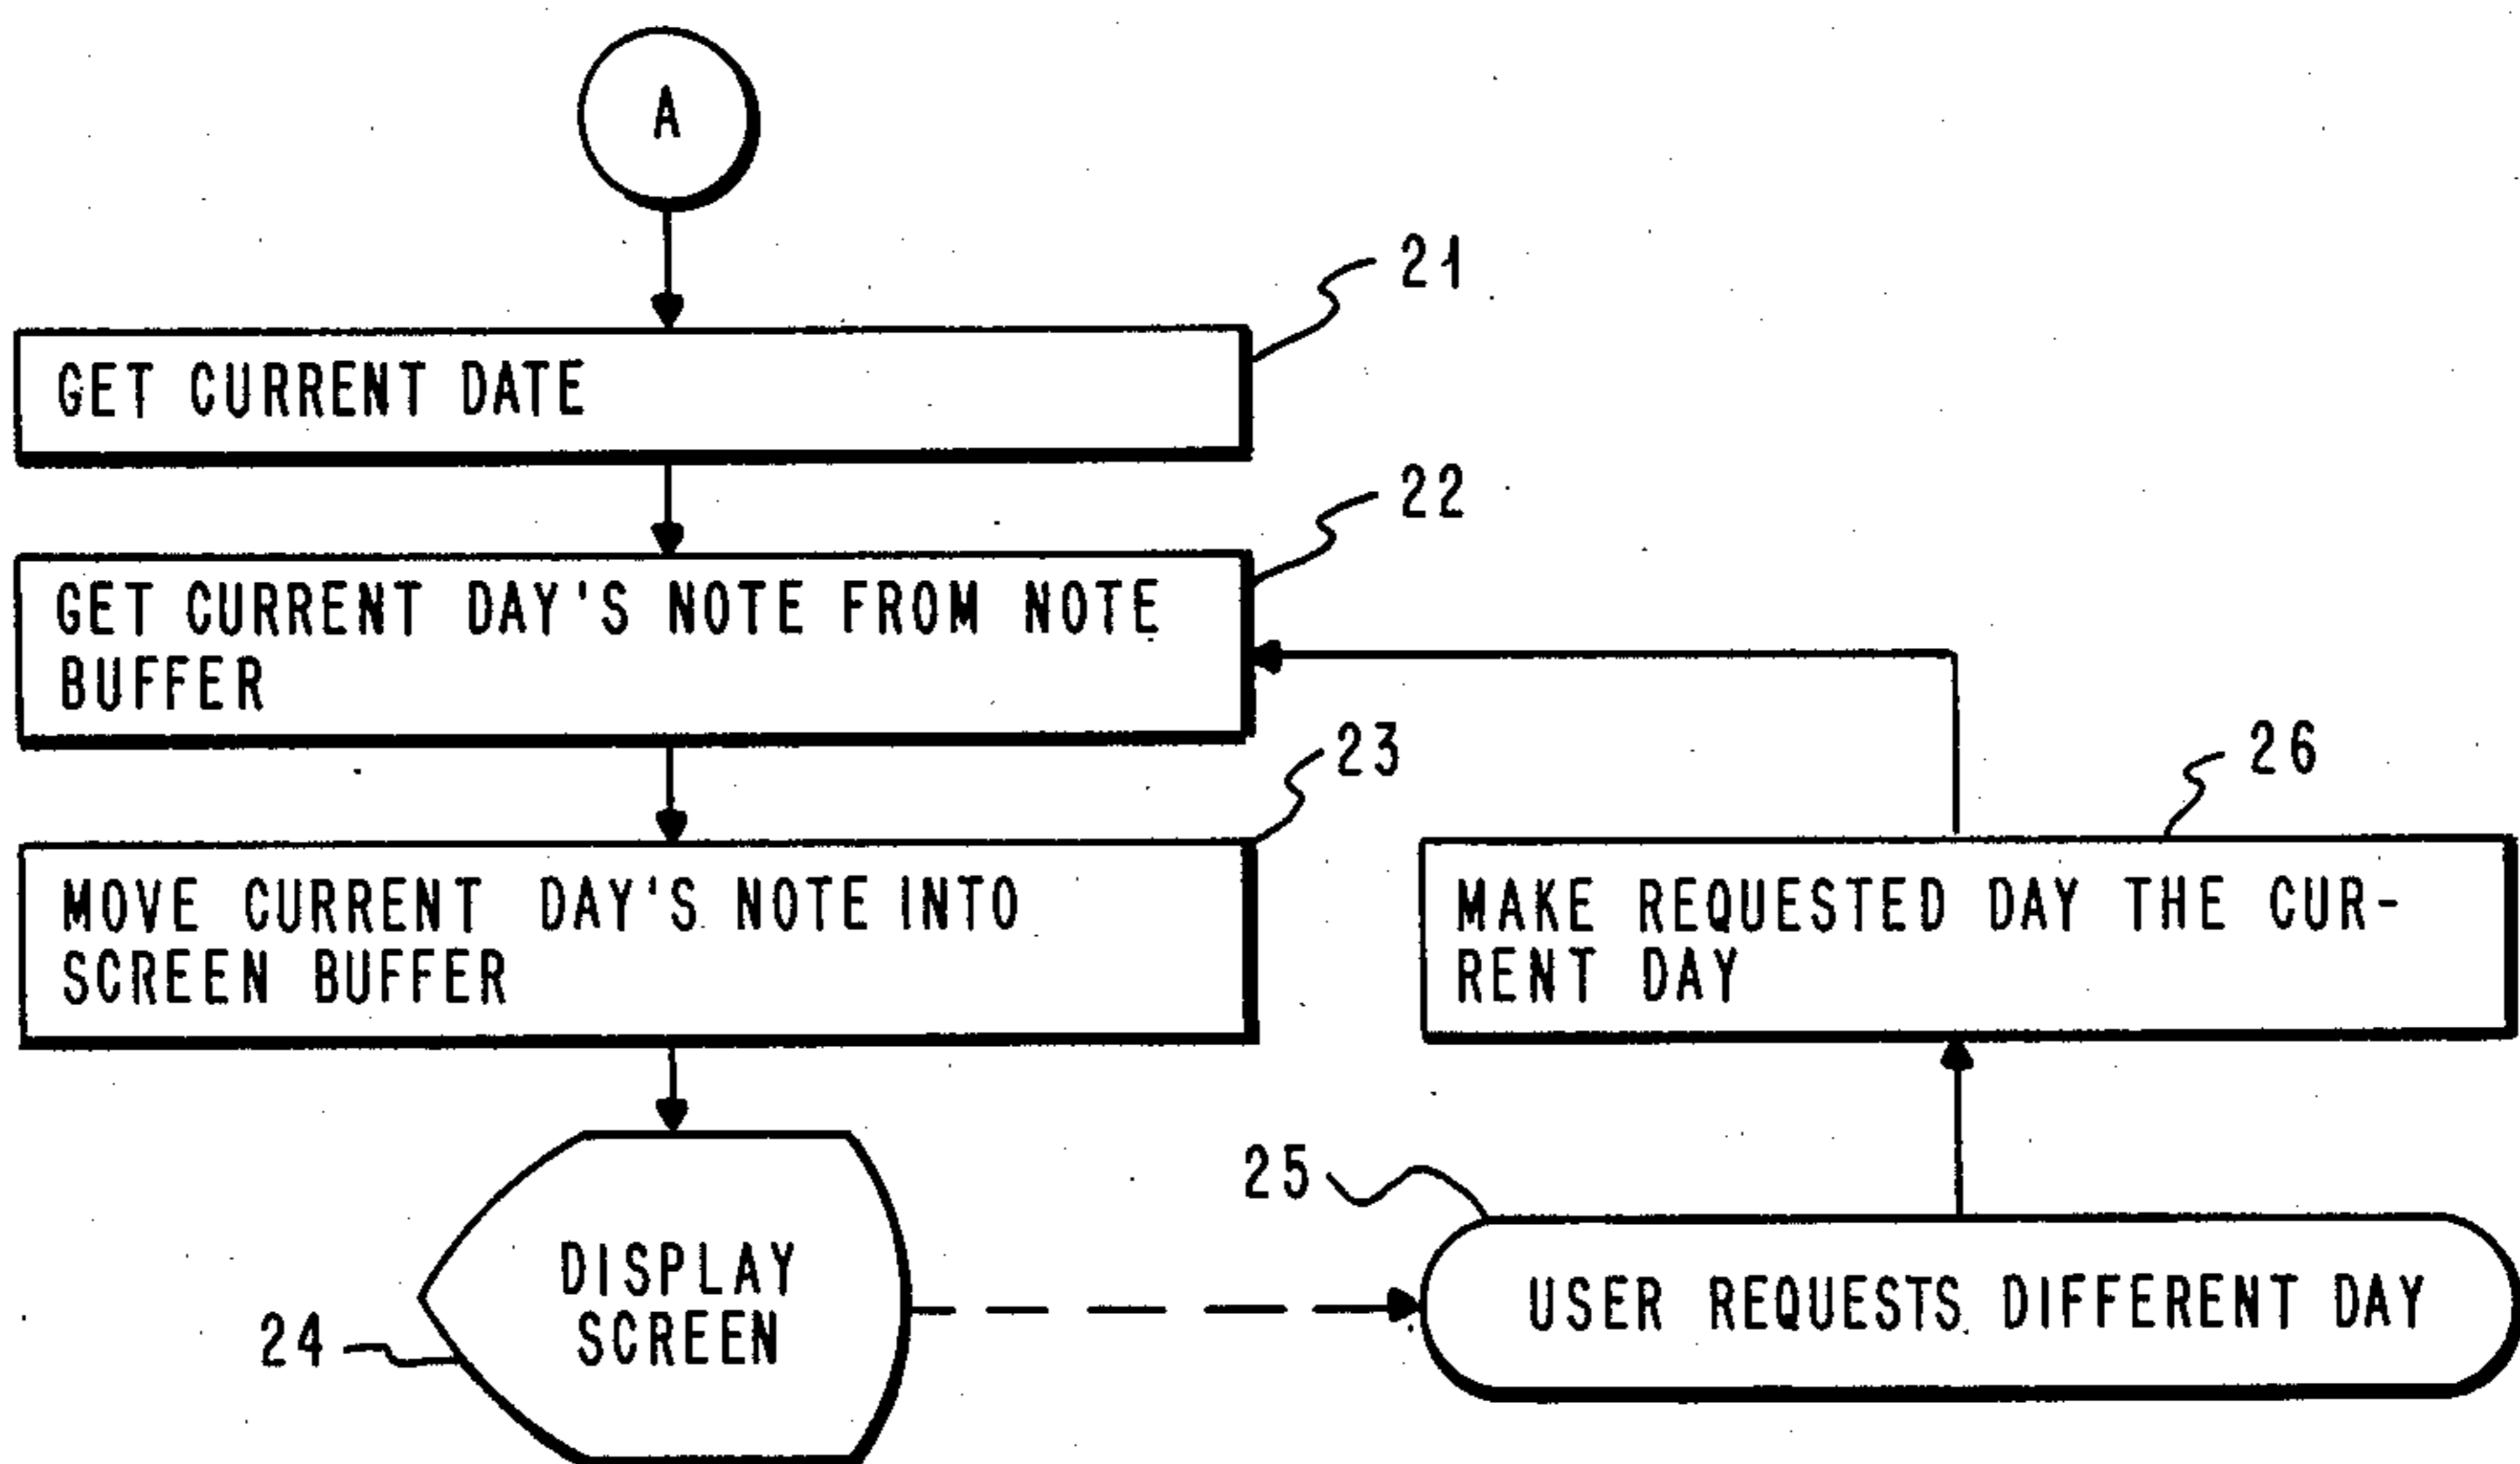 A
21
GET CURRENT DATE
22
GET CURRENT DAY'S NOTE FROM NOTE
BUFFER
23
MOVE CURRENT DAY'S NOTE INTO
SCREEN BUFFER
26
MAKE REQUESTED DAY THE CUR-
RENT DAY
24
DISPLAY
SCREEN
25
USER REQUESTS DIFFERENT DAY